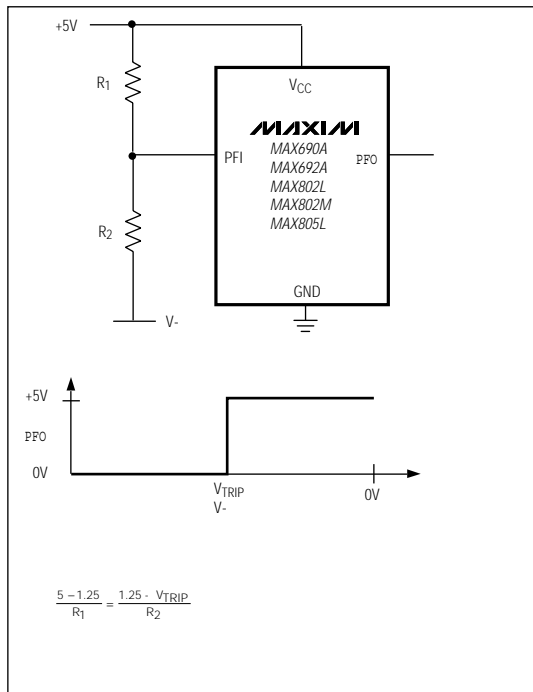 +5V
R1
VCC
MAXIM
MAX690A
MAX692A
MAX802L
MAX802M
MAX805L
PFI
PFO
R2
GND
V-
+5V
PFO
0V
VTRIP
V-
0V
5 – 1.25
R1
=
1.25 - VTRIP
R2